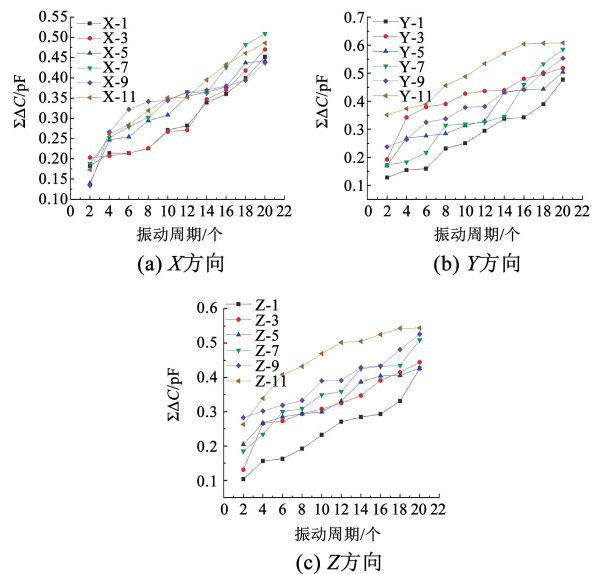 0.55
0.50
0.45
0.40
0.35
0.30
0.25
0.20
0.15
0.10
ΣΔC/pF
X-1
X-3
X-5
X-7
X-9
X-11
0 2 4 6 8 10 12 14 16 18 20 22
振动周期/个
(a) X方向
0.7
0.6
0.5
0.4
0.3
0.2
0.1
ΣΔC/pF
Y-1
Y-3
Y-5
Y-7
Y-9
Y-11
0 2 4 6 8 10 12 14 16 18 20 22
振动周期/个
(b) Y方向
0.6
0.5
0.4
0.3
0.2
0.1
ΣΔC/pF
Z-1
Z-3
Z-5
Z-7
Z-9
Z-11
0 2 4 6 8 10 12 14 16 18 20 22
振动周期/个
(c) Z方向